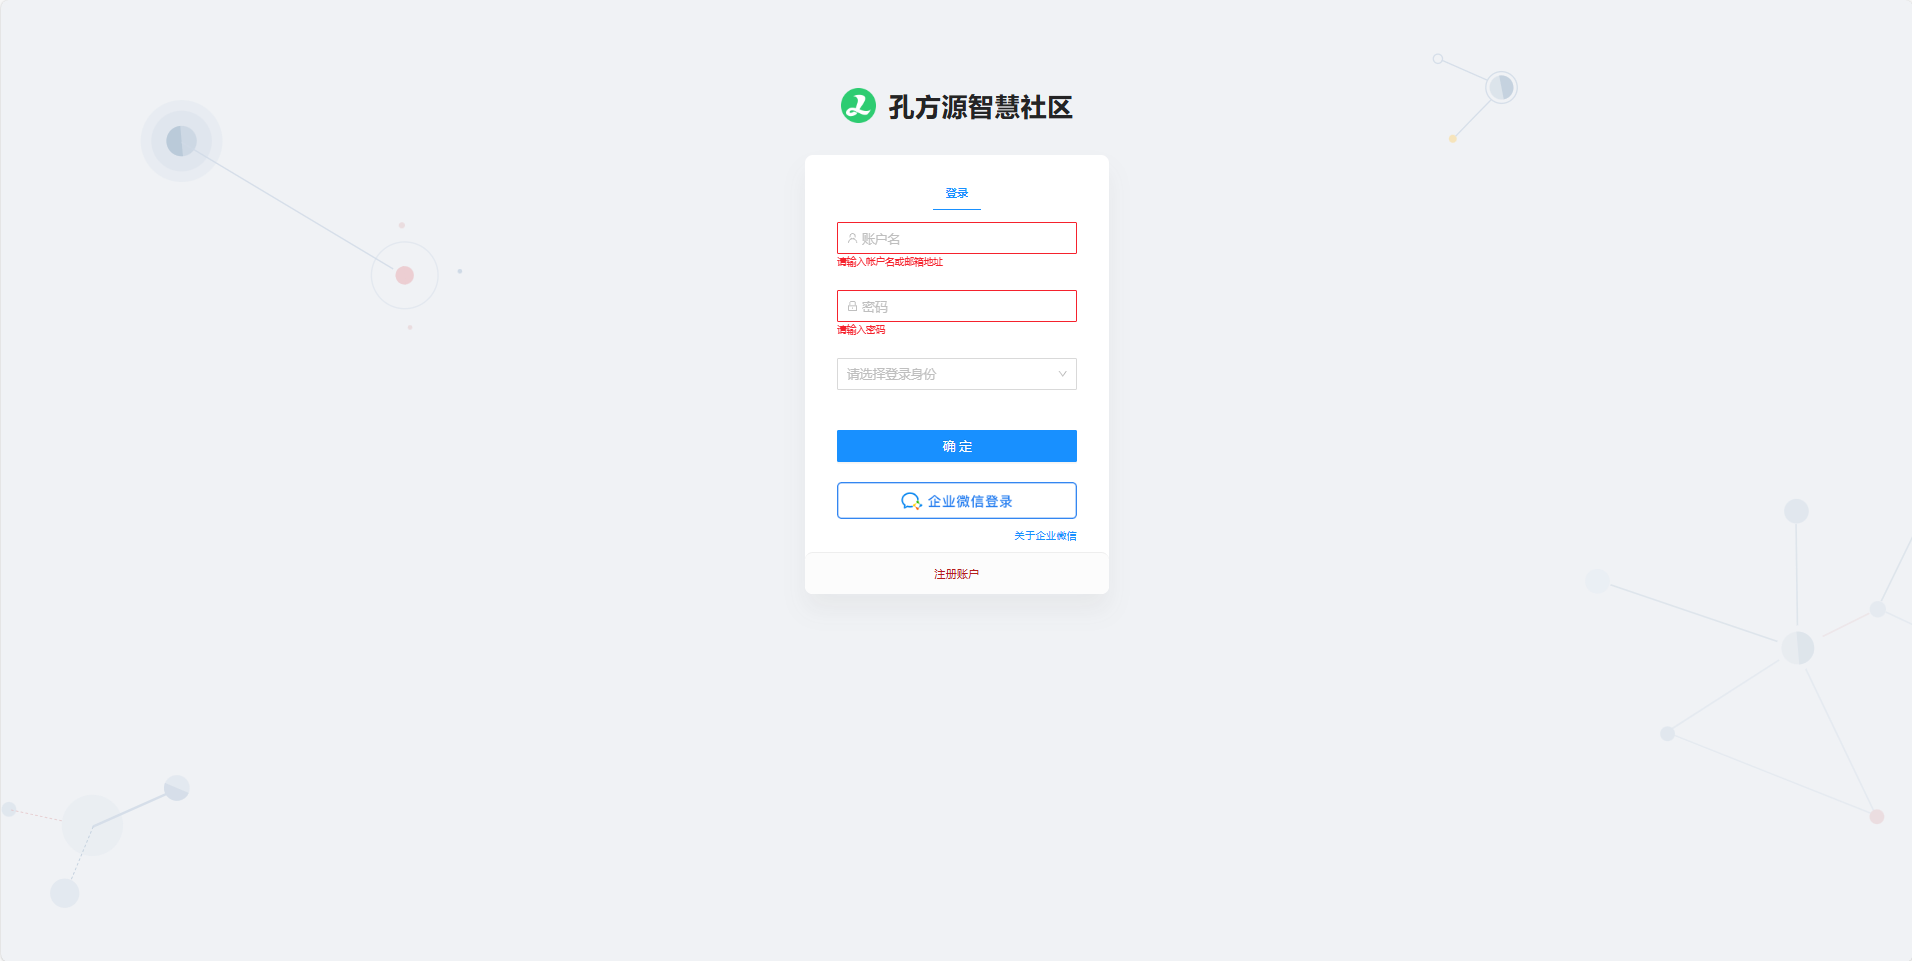 孔方源智慧社区
登录
账户名
请输入帐户名或邮箱地址
密码
请输入密码
请选择登录身份
确 定
企业微信登录
关于企业微信
注册账户